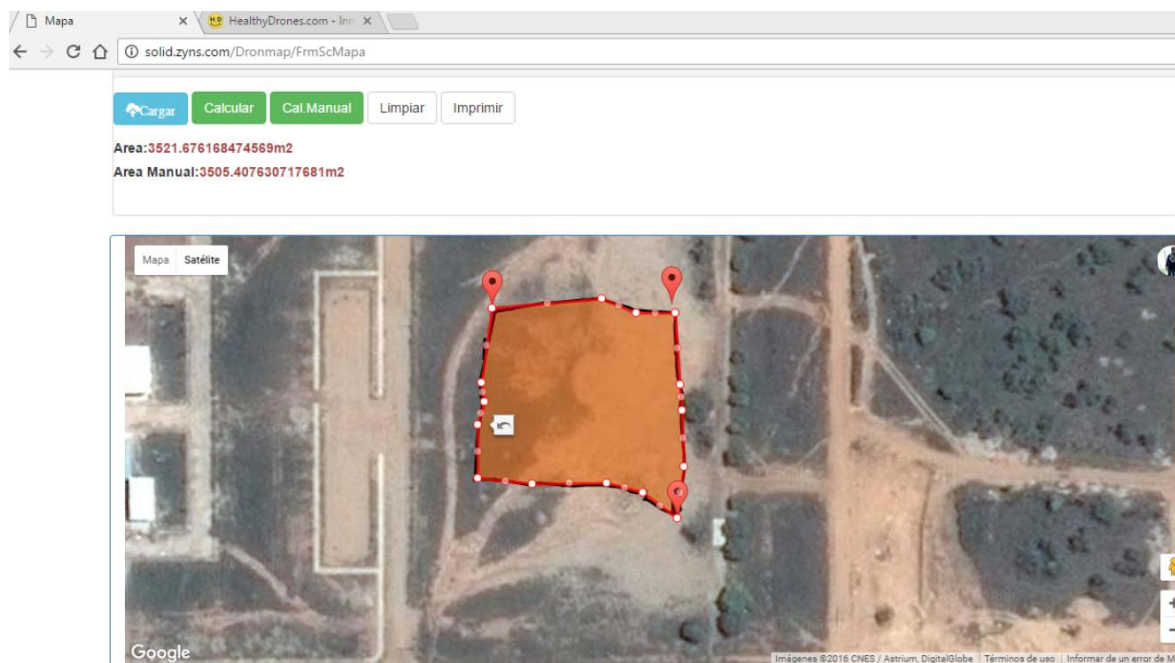 Mapa
HealthyDrones.com - Inn
solid.zyns.com/Dronmap/FrmScMapa
Cargar Calcular Cal.Manual Limpiar Imprimir
Area:3521.676168474569m2
Area Manual:3505.407630717681m2
Mapa Satélite
Google
Imágenes ©2016 CNES / Astrium, DigitalGlobe Términos de uso Informar de un error de M